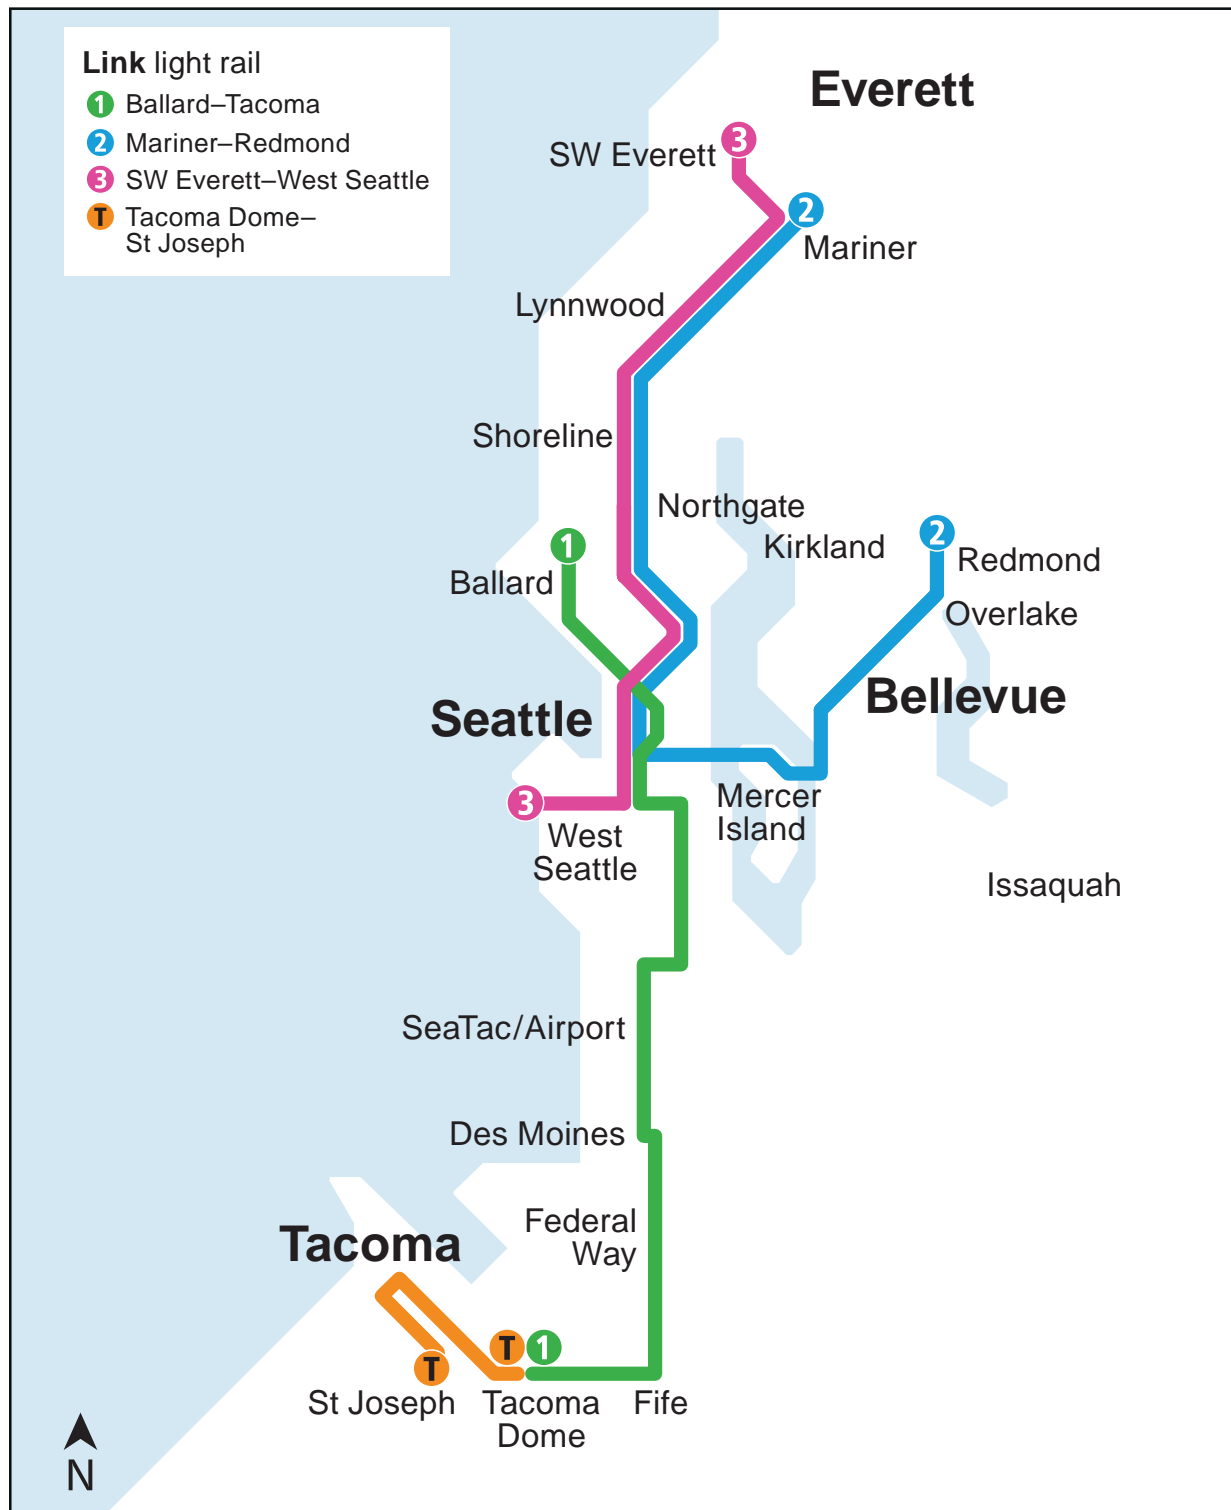 Link light rail
1 Ballard–Tacoma
2 Mariner–Redmond
3 SW Everett–West Seattle
T Tacoma Dome–
St Joseph
Everett
3
SW Everett
2
Mariner
Lynnwood
Shoreline
Northgate
Kirkland
2
Redmond
1
Ballard
Overlake
Bellevue
Seattle
Mercer
Island
3
West
Seattle
Issaquah
SeaTac/Airport
Des Moines
Federal
Way
Tacoma
T 1
T
St Joseph
Tacoma
Dome
Fife
N